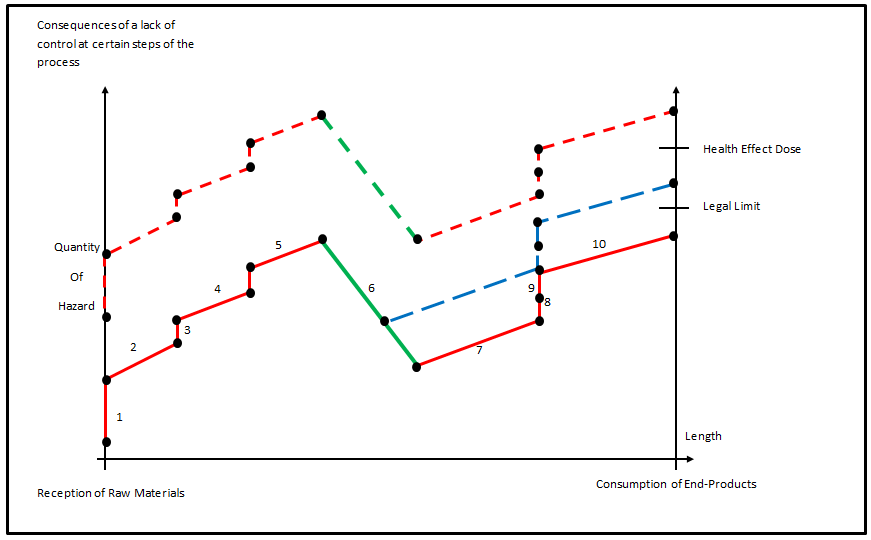 Consequences of a lack of
control at certain steps of the
process
Health Effect Dose
Legal Limit
Quantity
Of
Hazard
5
10
6
4
9
8
3
2
7
1
Length
Reception of Raw Materials
Consumption of End-Products